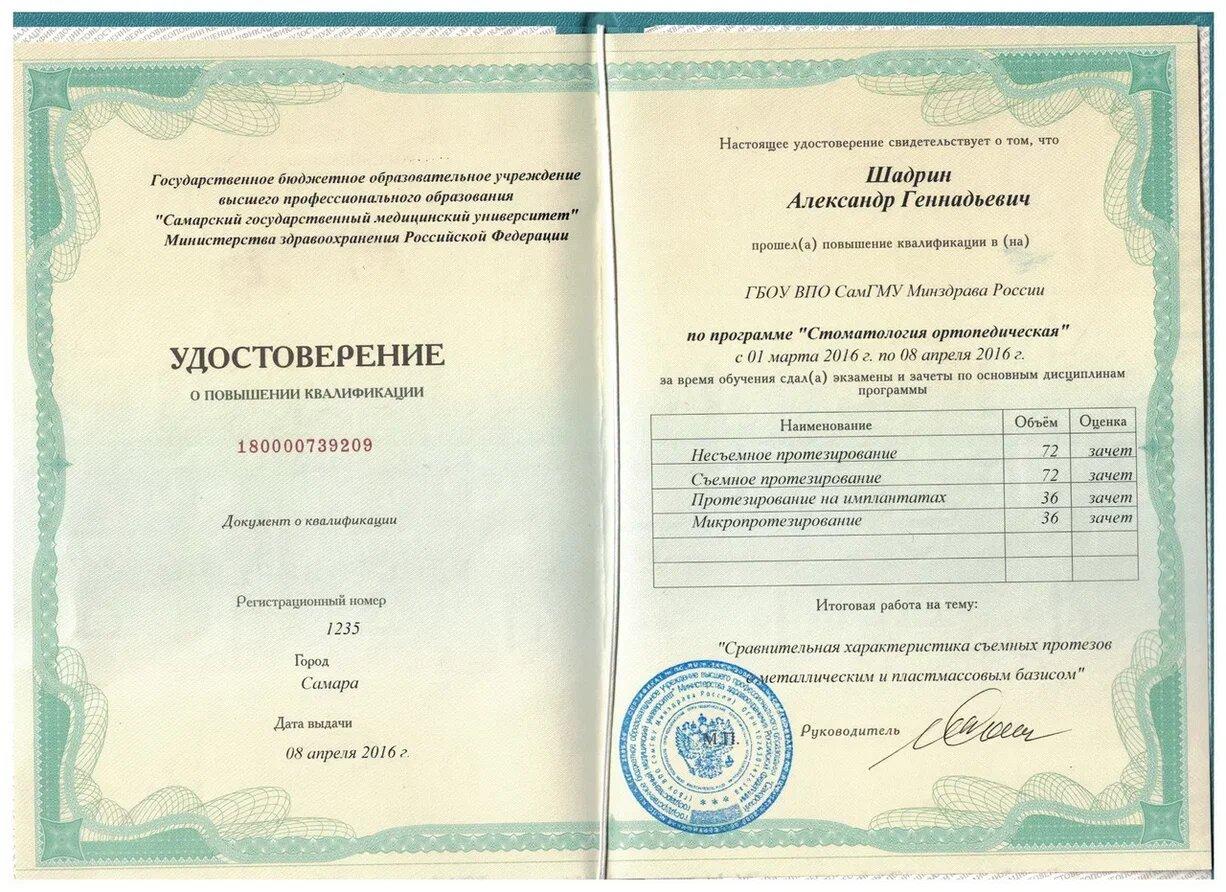 Государственное бюджетное образовательное учреждение
высшего профессионального образования
"Самарский государственный медицинский университет"
Министерства здравоохранения Российской Федерации
УДОСТОВЕРЕНИЕ
О ПОВЫШЕНИИ КВАЛИФИКАЦИИ
180000739209
Документ о квалификации
Регистрационный номер
1235
Город
Самара
Дата выдачи
08 апреля 2016 г.
Настоящее удостоверение свидетельствует о том, что
Шадрин
Александр Геннадьевич
прошел(а) повышение квалификации в (на)
ГБОУ ВПО СамГМУ Минздрава России
по программе "Стоматология ортопедическая"
с 01 марта 2016 г. по 08 апреля 2016 г.
за время обучения сдал(а) экзамены и зачеты по основным дисциплинам
программы
Наименование Объём Оценка
Несъемное протезирование 72 зачет
Съемное протезирование 72 зачет
Протезирование на имплантатах 36 зачет
Микропротезирование 36 зачет
Итоговая работа на тему:
"Сравнительная характеристика съемных протезов
с металлическим и пластмассовым базисом"
М.П.
Руководитель